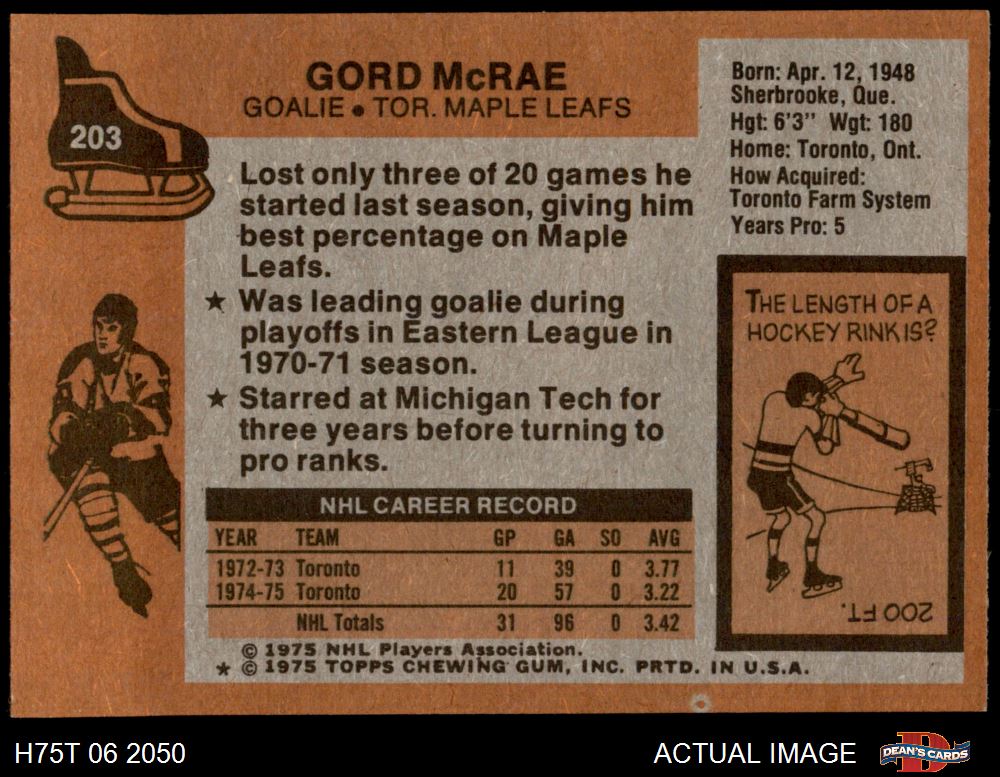 203
GORD McRAE
GOALIE • TOR. MAPLE LEAFS
Born: Apr. 12, 1948
Sherbrooke, Que.
Hgt: 6'3" Wgt: 180
Home: Toronto, Ont.
How Acquired:
Toronto Farm System
Years Pro: 5
Lost only three of 20 games he
started last season, giving him
best percentage on Maple
Leafs.
★ Was leading goalie during
playoffs in Eastern League in
1970-71 season.
★ Starred at Michigan Tech for
three years before turning to
pro ranks.
THE LENGTH OF A
HOCKEY RINK IS?
200 FT.
NHL CAREER RECORD
YEAR TEAM GP GA SO AVG
1972-73 Toronto 11 39 0 3.77
1974-75 Toronto 20 57 0 3.22
NHL Totals 31 96 0 3.42
© 1975 NHL Players Association.
★ © 1975 TOPPS CHEWING GUM, INC. PRTD. IN U.S.A.
H75T 06 2050
ACTUAL IMAGE
DEAN'S CARDS